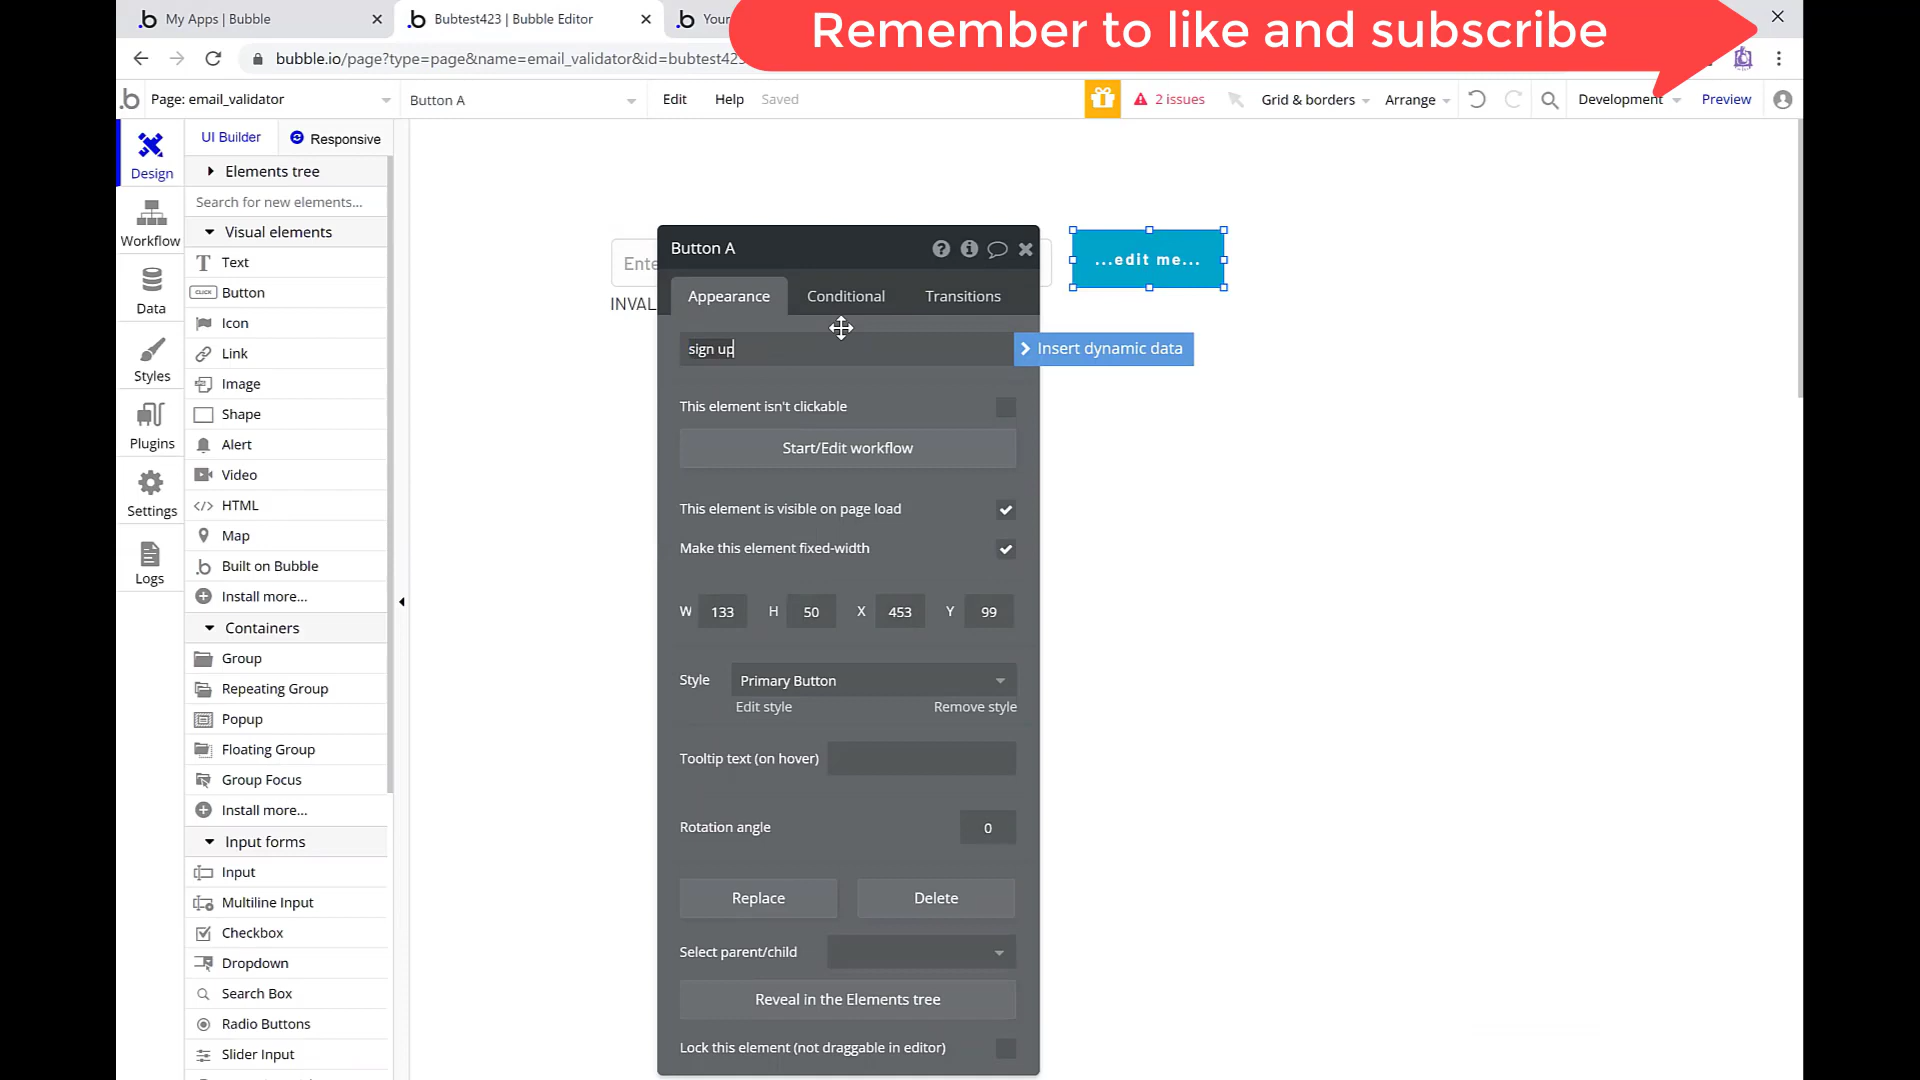 My Apps | Bubble
Bubtest423 | Bubble Editor
Your
Remember to like and subscribe
bubble.io/page?type=page&name=email_validator&id=bubtest423
Page: email_validator
Button A
Edit
Help
Saved
2 issues
Grid & borders
Arrange
Development
Preview
Design
Workflow
Data
Styles
Plugins
Settings
Logs
UI Builder
Responsive
Elements tree
Search for new elements...
Visual elements
Text
CLICK
Button
Icon
Link
Image
Shape
Alert
Video
HTML
Map
Built on Bubble
Install more...
Containers
Group
Repeating Group
Popup
Floating Group
Group Focus
Install more...
Input forms
Input
Multiline Input
Checkbox
Dropdown
Search Box
Radio Buttons
Slider Input
Ente
INVAL
...edit me...
Button A
Appearance
Conditional
Transitions
sign up
Insert dynamic data
This element isn't clickable
Start/Edit workflow
This element is visible on page load
Make this element fixed-width
W 133 H 50 X 453 Y 99
Style
Primary Button
Edit style
Remove style
Tooltip text (on hover)
Rotation angle
0
Replace
Delete
Select parent/child
Reveal in the Elements tree
Lock this element (not draggable in editor)